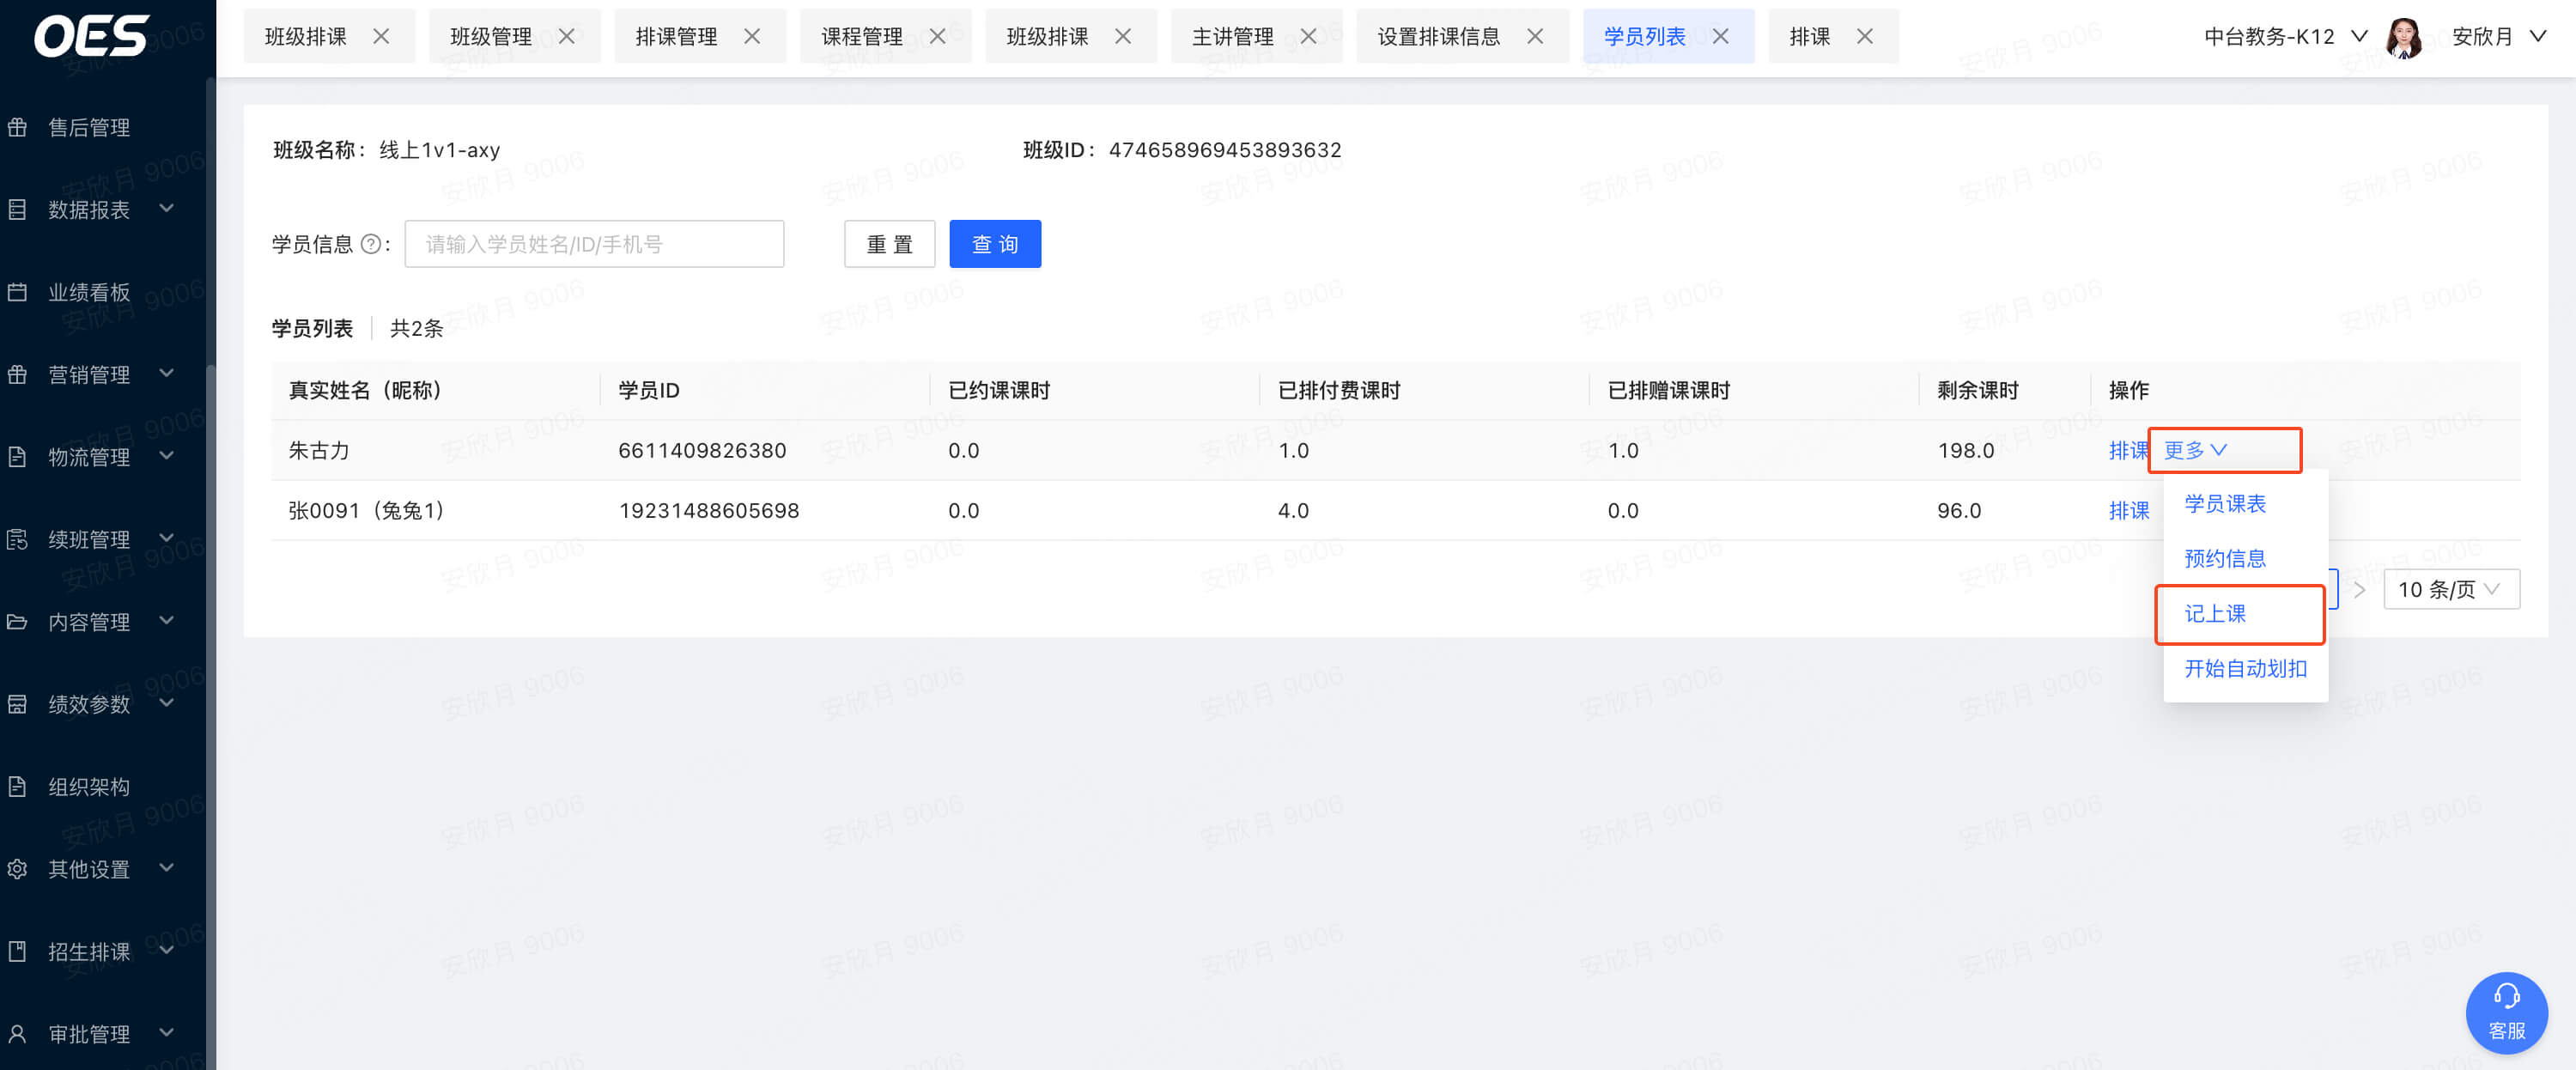 OES
班级排课
班级管理
排课管理
课程管理
班级排课
主讲管理
设置排课信息
学员列表
排课
中台教务-K12
安欣月
售后管理
数据报表
业绩看板
营销管理
物流管理
续班管理
内容管理
绩效参数
组织架构
其他设置
招生排课
审批管理
班级名称：线上1v1-axy
班级ID：474658969453893632
学员信息?：请输入学员姓名/ID/手机号
重 置
查 询
学员列表 共2条
真实姓名（昵称） 学员ID 已约课课时 已排付费课时 已排赠课课时 剩余课时 操作
朱古力 6611409826380 0.0 1.0 1.0 198.0 排课 更多
张0091（兔兔1） 19231488605698 0.0 4.0 0.0 96.0 排课
学员课表
预约信息
记上课
开始自动划扣
10 条/页
客服
安欣月 9006